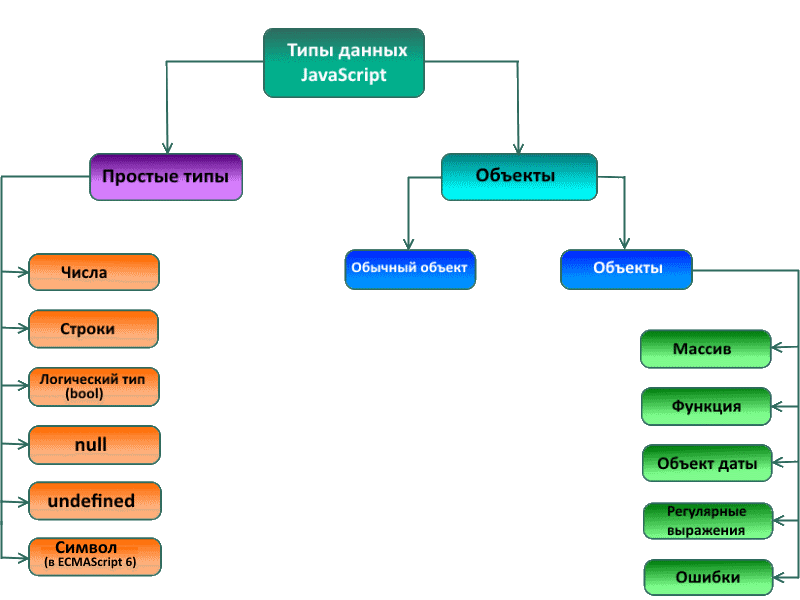 Типы данных
JavaScript
Простые типы
Объекты
Обычный объект
Объекты
Числа
Строки
Логический тип
(bool)
null
undefined
Символ
(в ECMAScript 6)
Массив
Функция
Объект даты
Регулярные
выражения
Ошибки